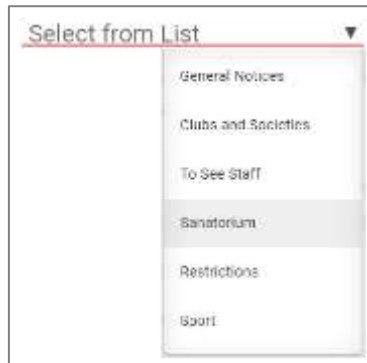 Select from List ▼
General Notices
Clubs and Societies
To See Staff
Sanatorium
Restrictions
Sport